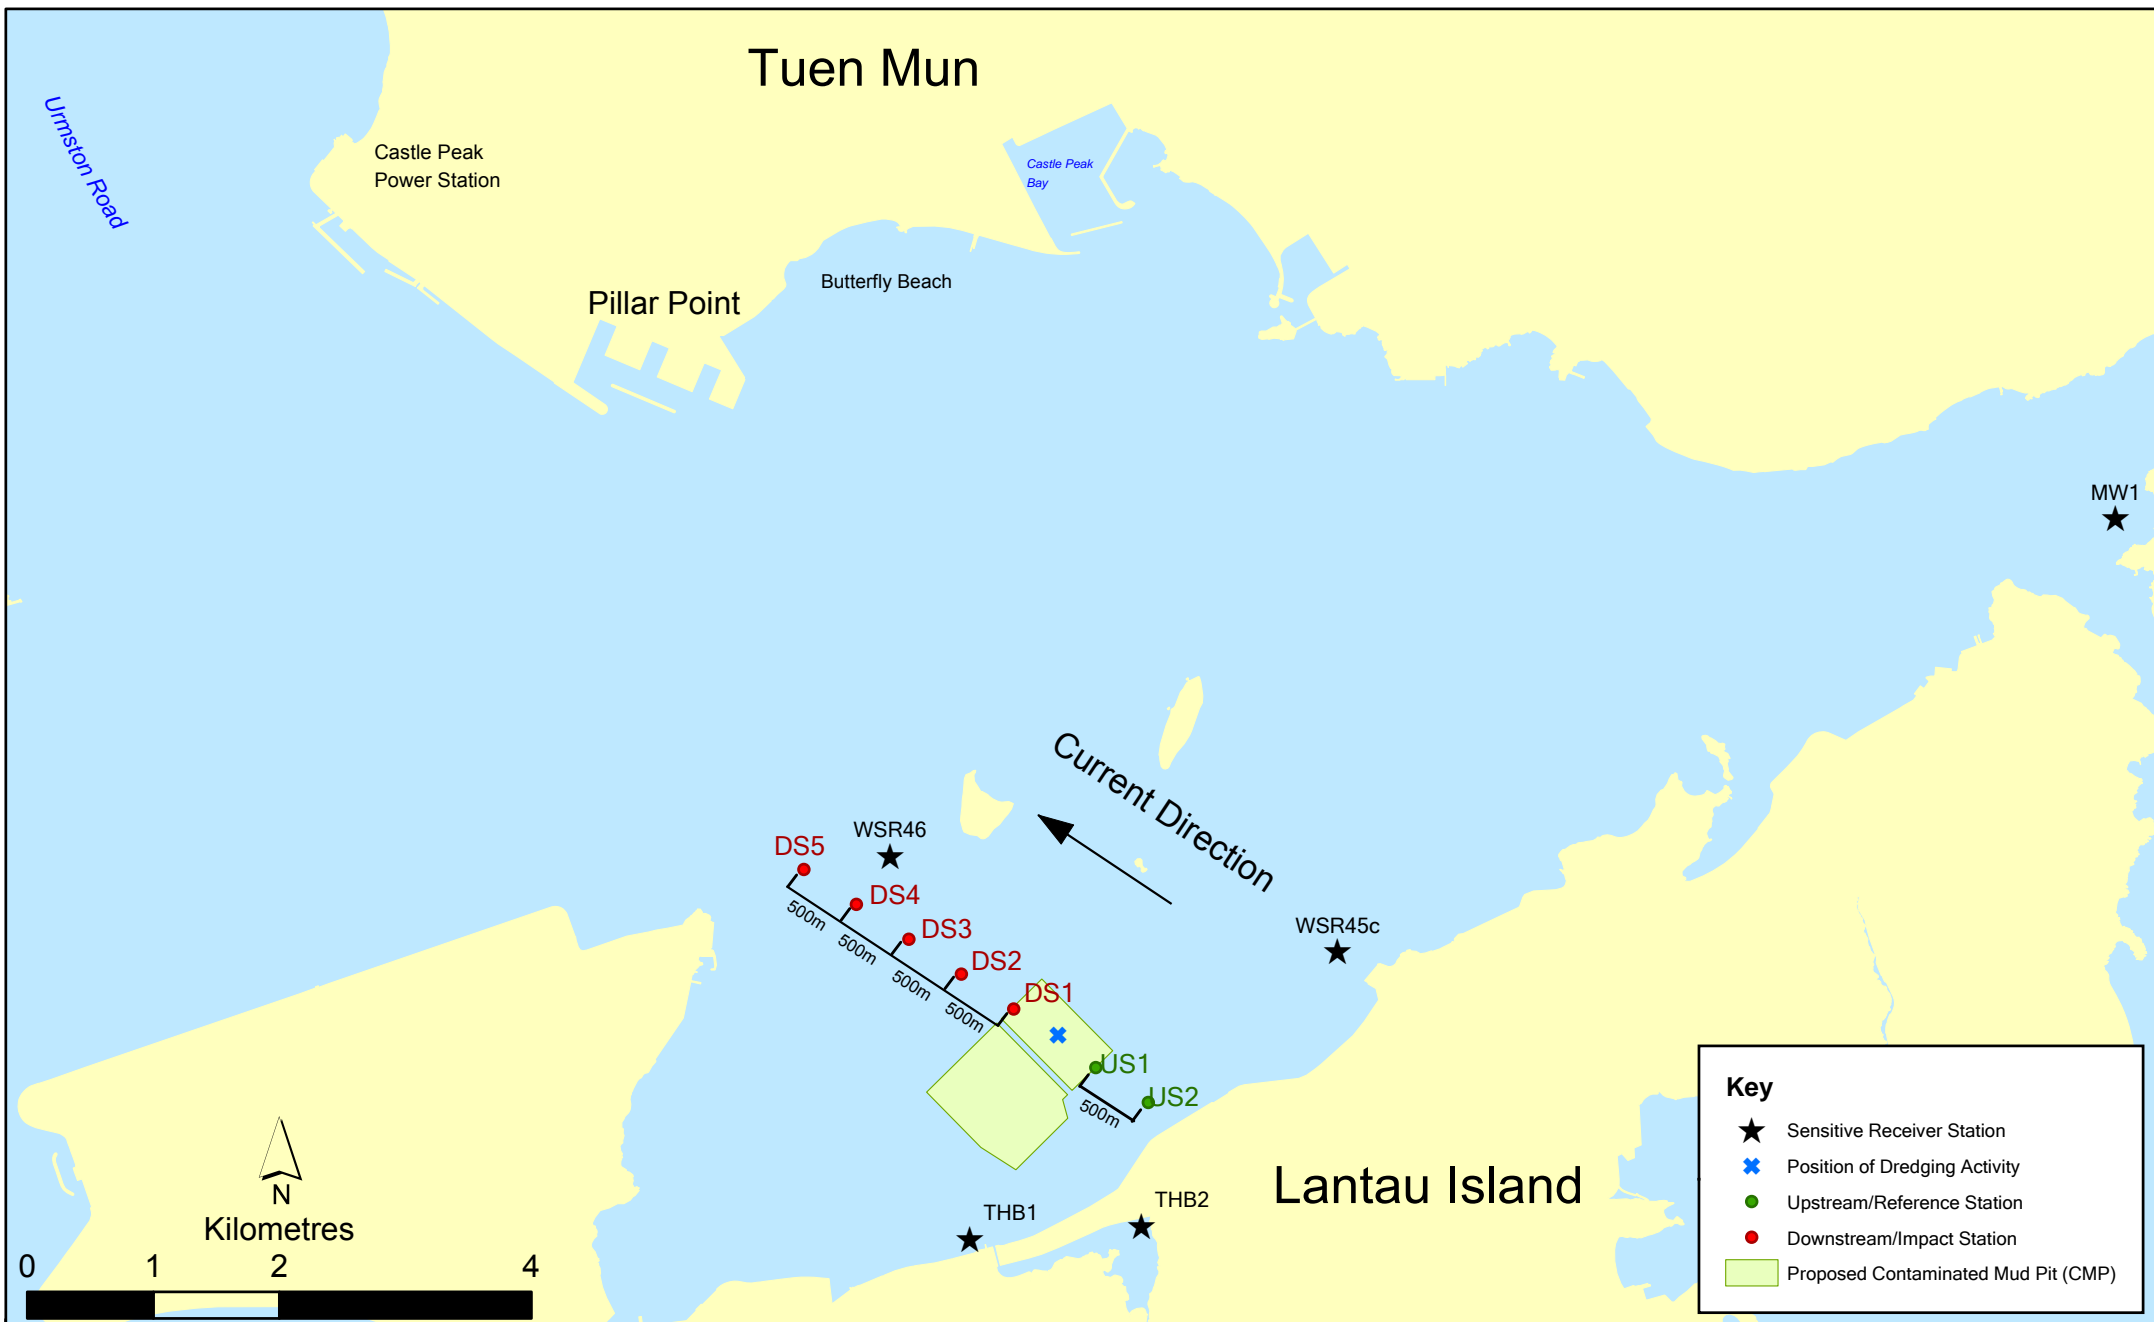 Tuen Mun
Urmston Road
Castle Peak
Power Station
Castle Peak
Bay
Butterfly Beach
Pillar Point
MW1
Current Direction
WSR46
DS5
DS4
WSR45c
DS3
DS2
DS1
500m
500m
500m
500m
US1
US2
500m
Lantau Island
THB1
THB2
N
Kilometres
0 1 2 4
Key
Sensitive Receiver Station
Position of Dredging Activity
Upstream/Reference Station
Downstream/Impact Station
Proposed Contaminated Mud Pit (CMP)